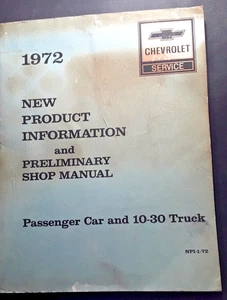 1972
CHEVROLET
SERVICE
NEW
PRODUCT
INFORMATION
and
PRELIMINARY
SHOP MANUAL
Passenger Car and 10-30 Truck
NPI-1-72